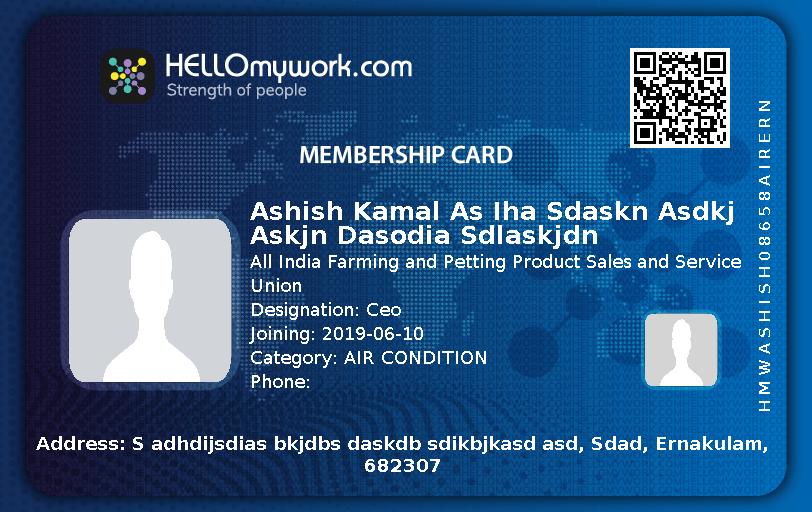 HELLOmywork.com
Strength of people
MEMBERSHIP CARD
Ashish Kamal As Iha Sdaskn Asdkj
Askjn Dasodia Sdlaskjdn
All India Farming and Petting Product Sales and Service
Union
Designation: Ceo
Joining: 2019-06-10
Category: AIR CONDITION
Phone:
HMWASHISH08658AIRERN
Address: S adhdijsdias bkjdbs daskdb sdikbjkasd asd, Sdad, Ernakulam,
682307